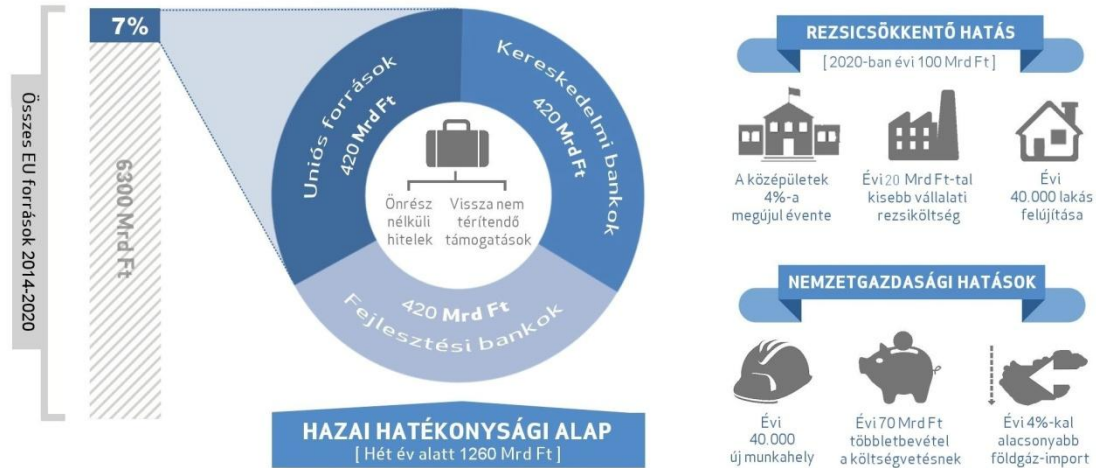 Összes EU források 2014-2020
7%
6300 Mrd Ft
Uniós források
420 Mrd Ft
Kereskedelmi bankok
420 Mrd Ft
420 Mrd Ft
Fejlesztési bankok
Önrész
nélküli
hitelek
Vissza nem
térítendő
támogatások
HAZAI HATÉKONYSÁGI ALAP
[ Hét év alatt 1260 Mrd Ft ]
REZSICSÖKKENTŐ HATÁS
[ 2020-ban évi 100 Mrd Ft ]
A középületek
4%-a
megújul évente
Évi 20 Mrd Ft-tal
kisebb vállalati
rezsiköltség
Évi
40.000 lakás
felújítása
NEMZETGAZDASÁGI HATÁSOK
Évi
40.000
új munkahely
Évi 70 Mrd Ft
többletbevétel
a költségvetésnek
Évi 4%-kal
alacsonyabb
földgáz-import